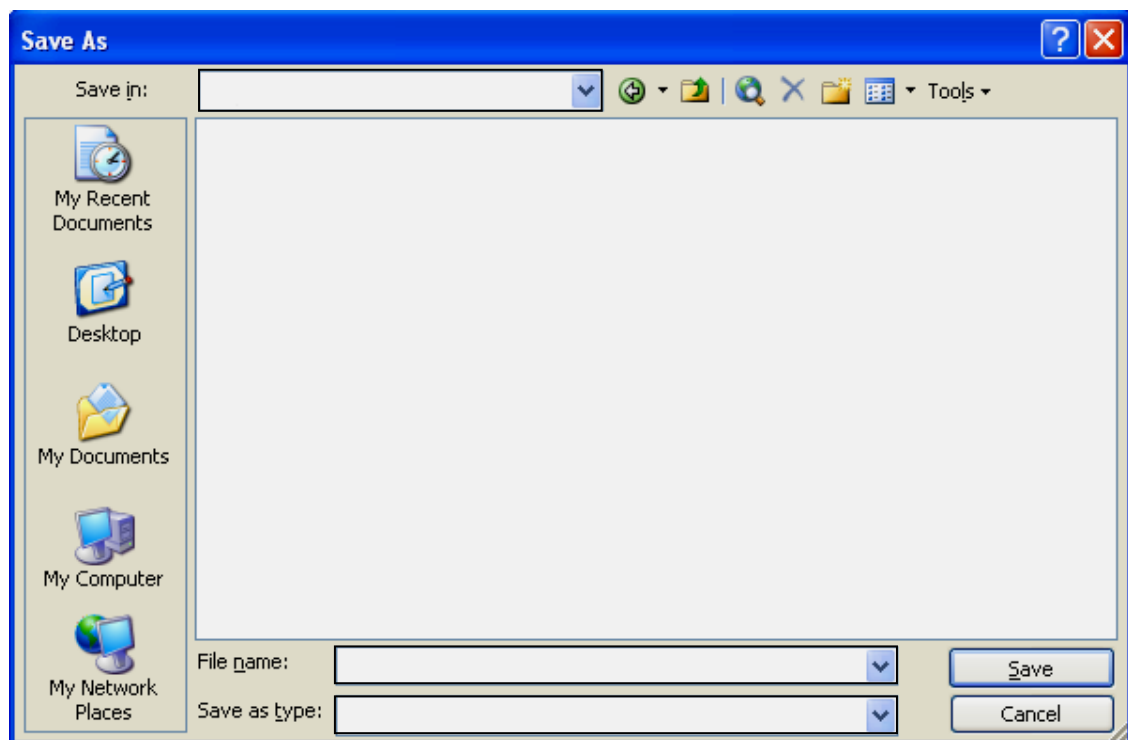 Save As
Save in:
Tools
My Recent
Documents
Desktop
My Documents
My Computer
My Network
Places
File name:
Save
Save as type:
Cancel